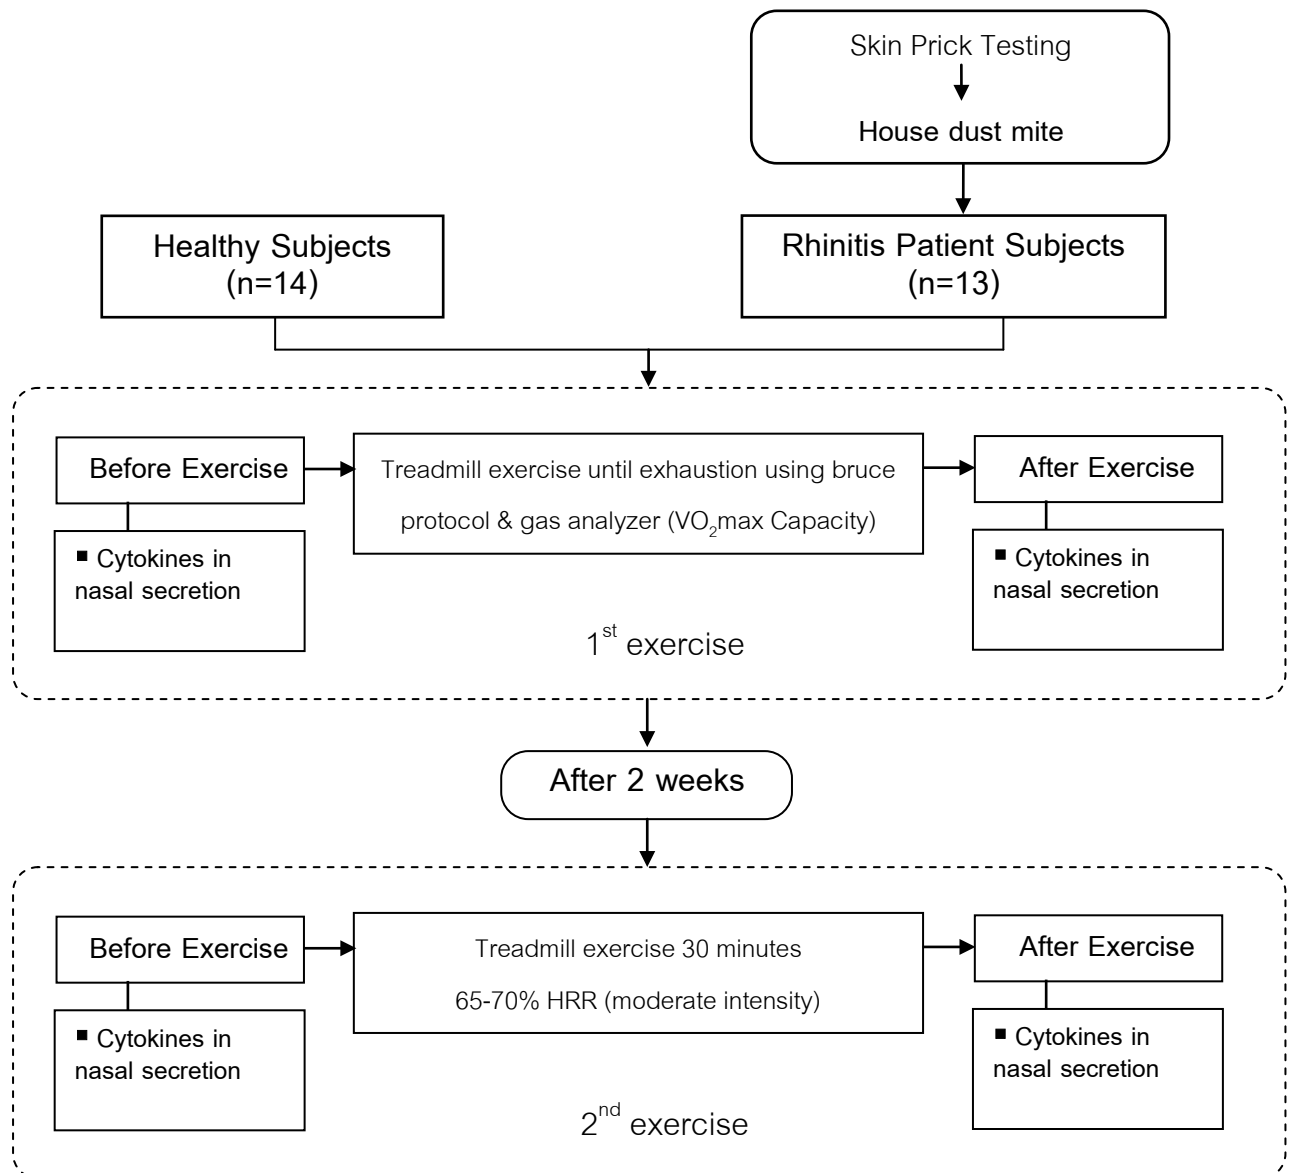 Skin Prick Testing
House dust mite
Healthy Subjects
(n=14)
Rhinitis Patient Subjects
(n=13)
Before Exercise
■ Cytokines in
nasal secretion
Treadmill exercise until exhaustion using bruce
protocol & gas analyzer (VO₂max Capacity)
After Exercise
■ Cytokines in
nasal secretion
1st exercise
After 2 weeks
Before Exercise
■ Cytokines in
nasal secretion
Treadmill exercise 30 minutes
65-70% HRR (moderate intensity)
After Exercise
■ Cytokines in
nasal secretion
2nd exercise